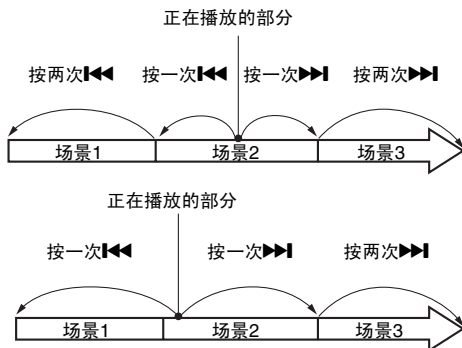 正在播放的部分
按两次⏮ 按一次⏮ 按一次⏭ 按两次⏭
场景1 场景2 场景3
正在播放的部分
按一次⏮ 按一次⏭ 按两次⏭
场景1 场景2 场景3